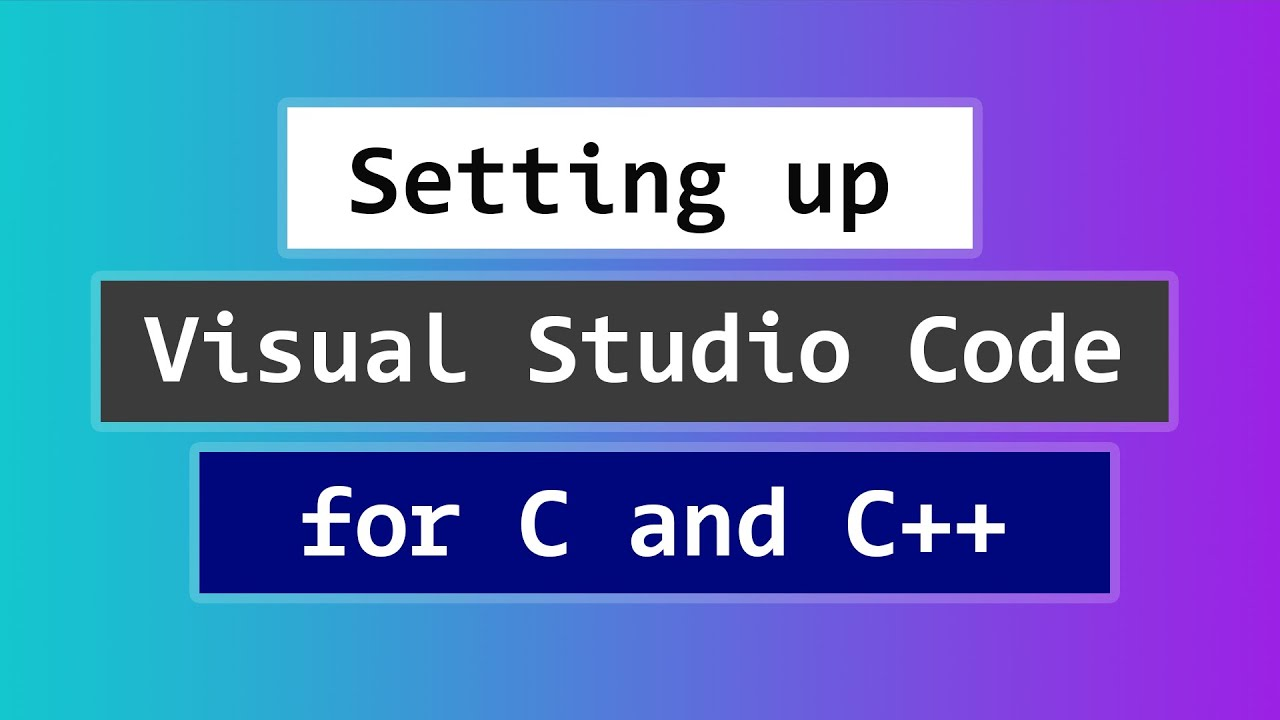 Setting up
Visual Studio Code
for C and C++